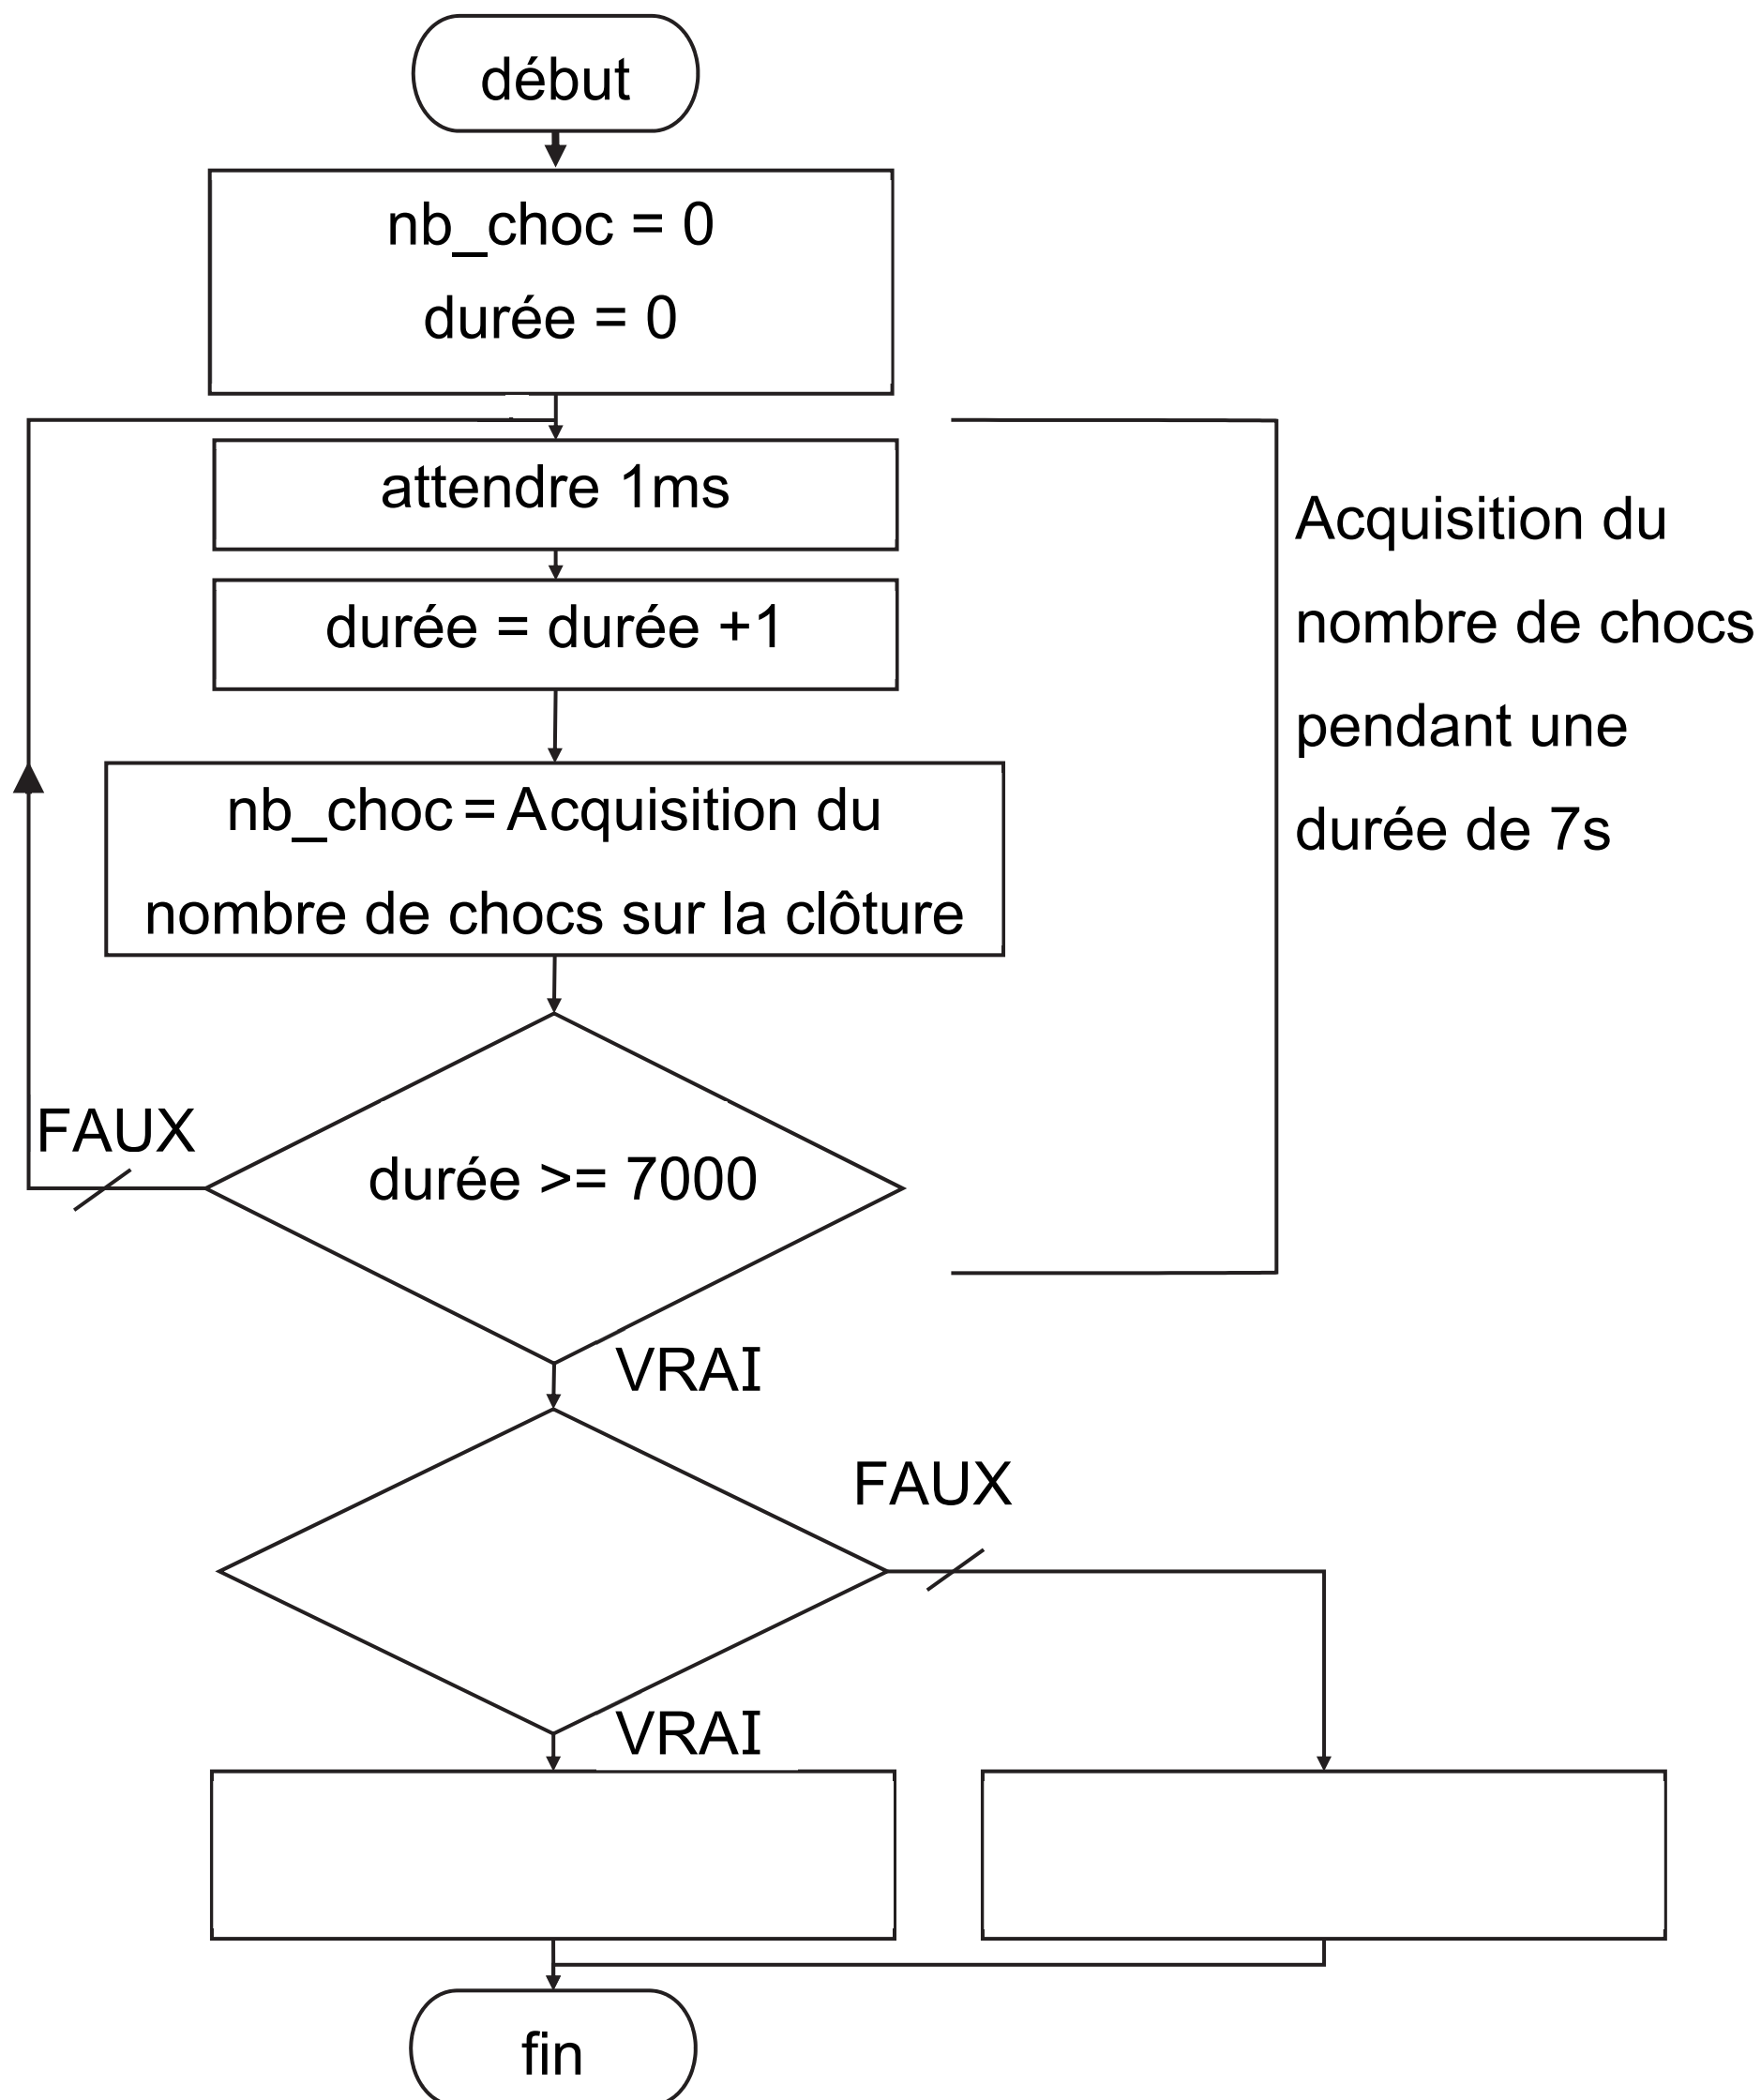 début
nb_choc = 0
durée = 0
attendre 1ms
durée = durée +1
nb_choc = Acquisition du
nombre de chocs sur la clôture
Acquisition du
nombre de chocs
pendant une
durée de 7s
FAUX
durée >= 7000
VRAI
FAUX
VRAI
fin